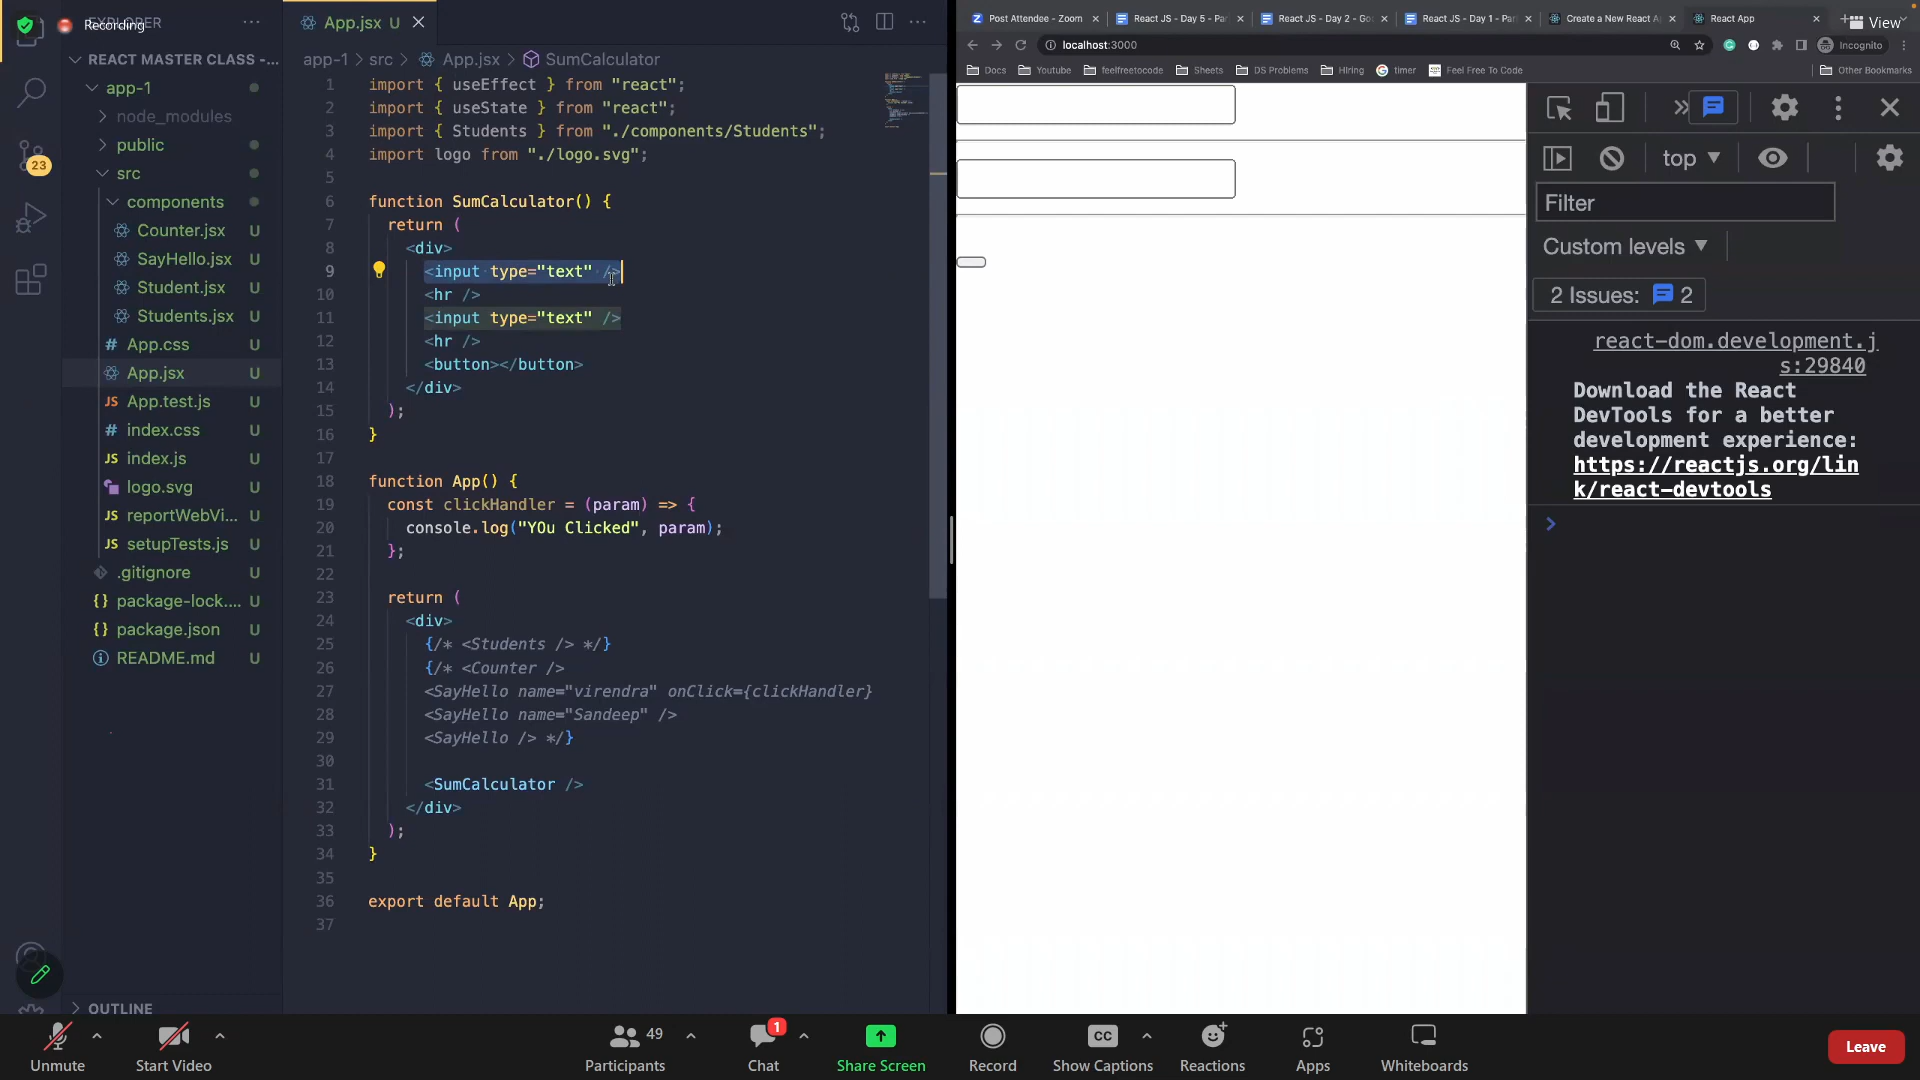 Recording
EXPLORER
REACT MASTER CLASS -...
app-1
node_modules
public
src
components
Counter.jsx U
SayHello.jsx U
Student.jsx U
Students.jsx U
# App.css U
App.jsx U
JS App.test.js U
# index.css U
JS index.js U
logo.svg U
JS reportWebVi... U
JS setupTests.js U
.gitignore U
{} package-lock.... U
{} package.json U
README.md U
OUTLINE
23
App.jsx U
app-1 > src > App.jsx > SumCalculator
1 import { useEffect } from "react";
2 import { useState } from "react";
3 import { Students } from "./components/Students";
4 import logo from "./logo.svg";
5
6 function SumCalculator() {
7 return (
8 <div>
9 <input type="text" />
10 <hr />
11 <input type="text" />
12 <hr />
13 <button></button>
14 </div>
15 );
16 }
17
18 function App() {
19 const clickHandler = (param) => {
20 console.log("YOu Clicked", param);
21 };
22
23 return (
24 <div>
25 {/* <Students /> */}
26 {/* <Counter />
27 <SayHello name="virendra" onClick={clickHandler}
28 <SayHello name="Sandeep" />
29 <SayHello /> */}
30
31 <SumCalculator />
32 </div>
33 );
34 }
35
36 export default App;
37
Post Attendee - Zoom
React JS - Day 5 - Par
React JS - Day 2 - Go
React JS - Day 1 - Par
Create a New React A
React App
View
localhost:3000
Incognito
Docs
Youtube
feelfreetocode
Sheets
DS Problems
Hiring
timer
Feel Free To Code
Other Bookmarks
top
Filter
Custom levels
2 Issues: 2
react-dom.development.j
s:29840
Download the React
DevTools for a better
development experience:
https://reactjs.org/lin
k/react-devtools
Unmute
Start Video
Participants
49
Chat
1
Share Screen
Record
CC
Show Captions
Reactions
Apps
Whiteboards
Leave